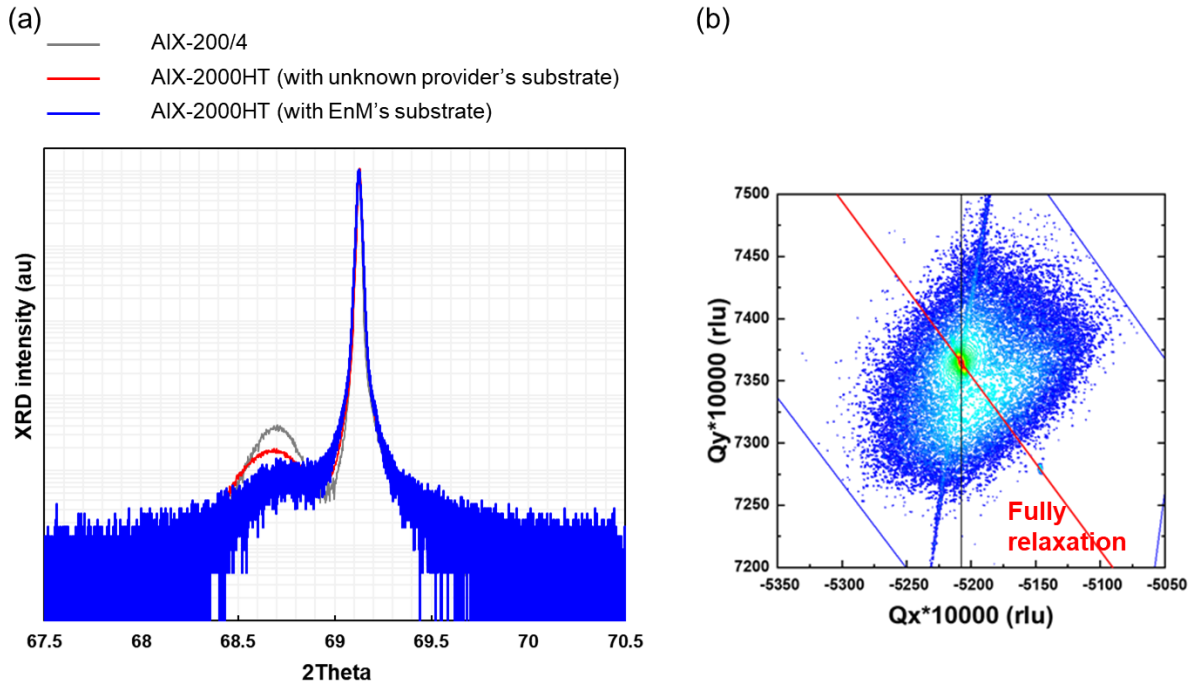 (a)
AIX-200/4
AIX-2000HT (with unknown provider's substrate)
AIX-2000HT (with EnM's substrate)
XRD intensity (au)
67.5 68 68.5 69 69.5 70 70.5
2Theta
(b)
7500
7450
7400
7350
7300
7250
7200
Qy*10000 (rlu)
Fully
relaxation
-5350 -5300 -5250 -5200 -5150 -5100 -5050
Qx*10000 (rlu)